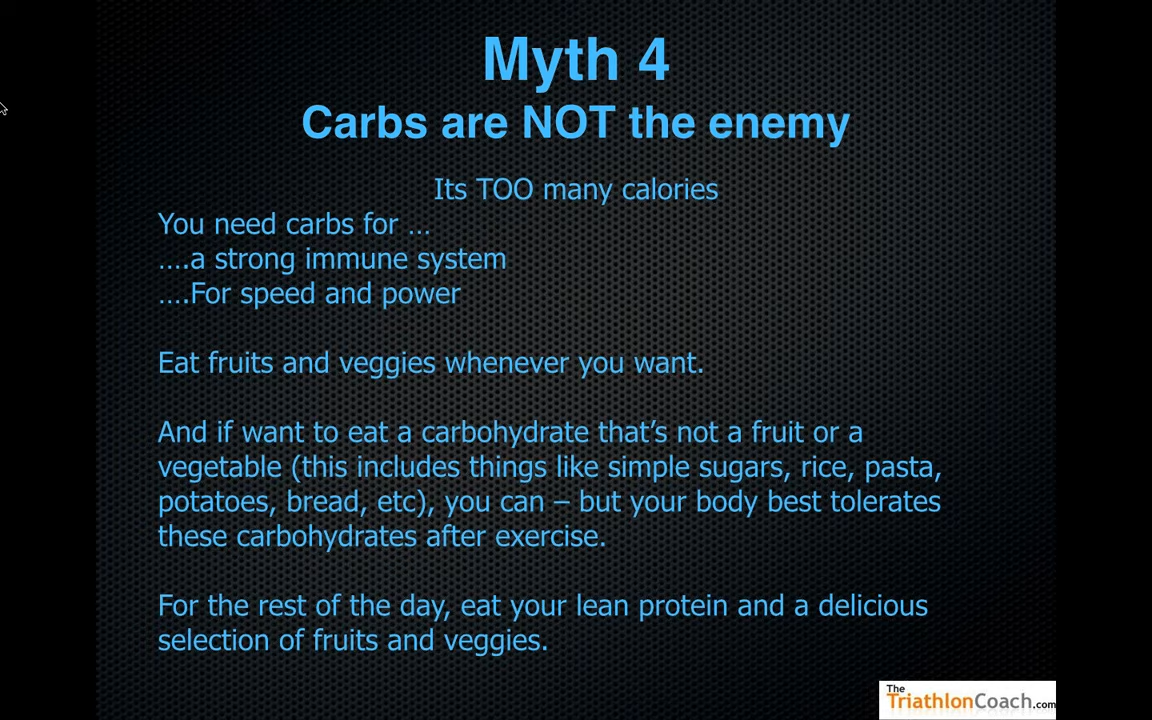 Myth 4
Carbs are NOT the enemy
Its TOO many calories
You need carbs for …
….a strong immune system
….For speed and power
Eat fruits and veggies whenever you want.
And if want to eat a carbohydrate that’s not a fruit or a
vegetable (this includes things like simple sugars, rice, pasta,
potatoes, bread, etc), you can – but your body best tolerates
these carbohydrates after exercise.
For the rest of the day, eat your lean protein and a delicious
selection of fruits and veggies.
The
TriathlonCoach.com